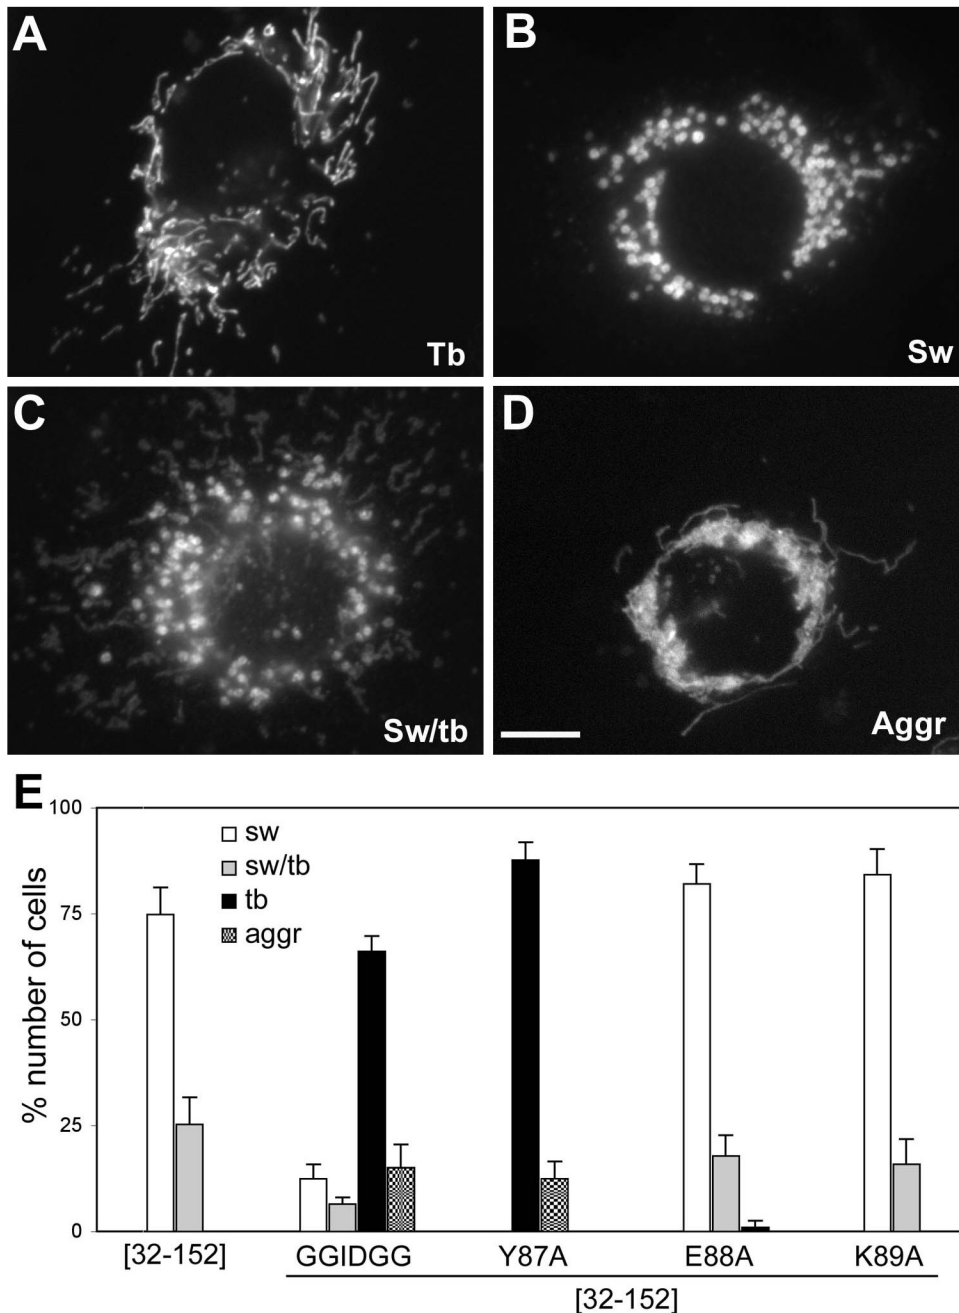 A
Tb
B
Sw
C
Sw/tb
D
Aggr
E
100
75
50
25
0
% number of cells
sw
sw/tb
tb
aggr
[32-152]
GGIDGG
Y87A
E88A
K89A
[32-152]